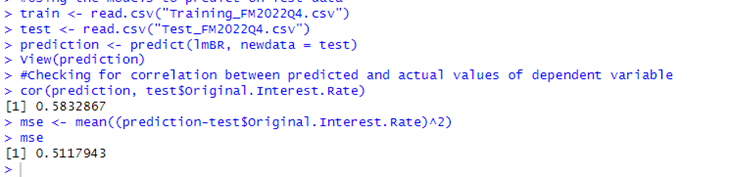 > #Using the models to predict on Test data
> train <- read.csv("Training_FM2022Q4.csv")
> test <- read.csv("Test_FM2022Q4.csv")
> prediction <- predict(lmBR, newdata = test)
> View(prediction)
> #Checking for correlation between predicted and actual values of dependent variable
> cor(prediction, test$Original.Interest.Rate)
[1] 0.5832867
> mse <- mean((prediction-test$Original.Interest.Rate)^2)
> mse
[1] 0.5117943
>